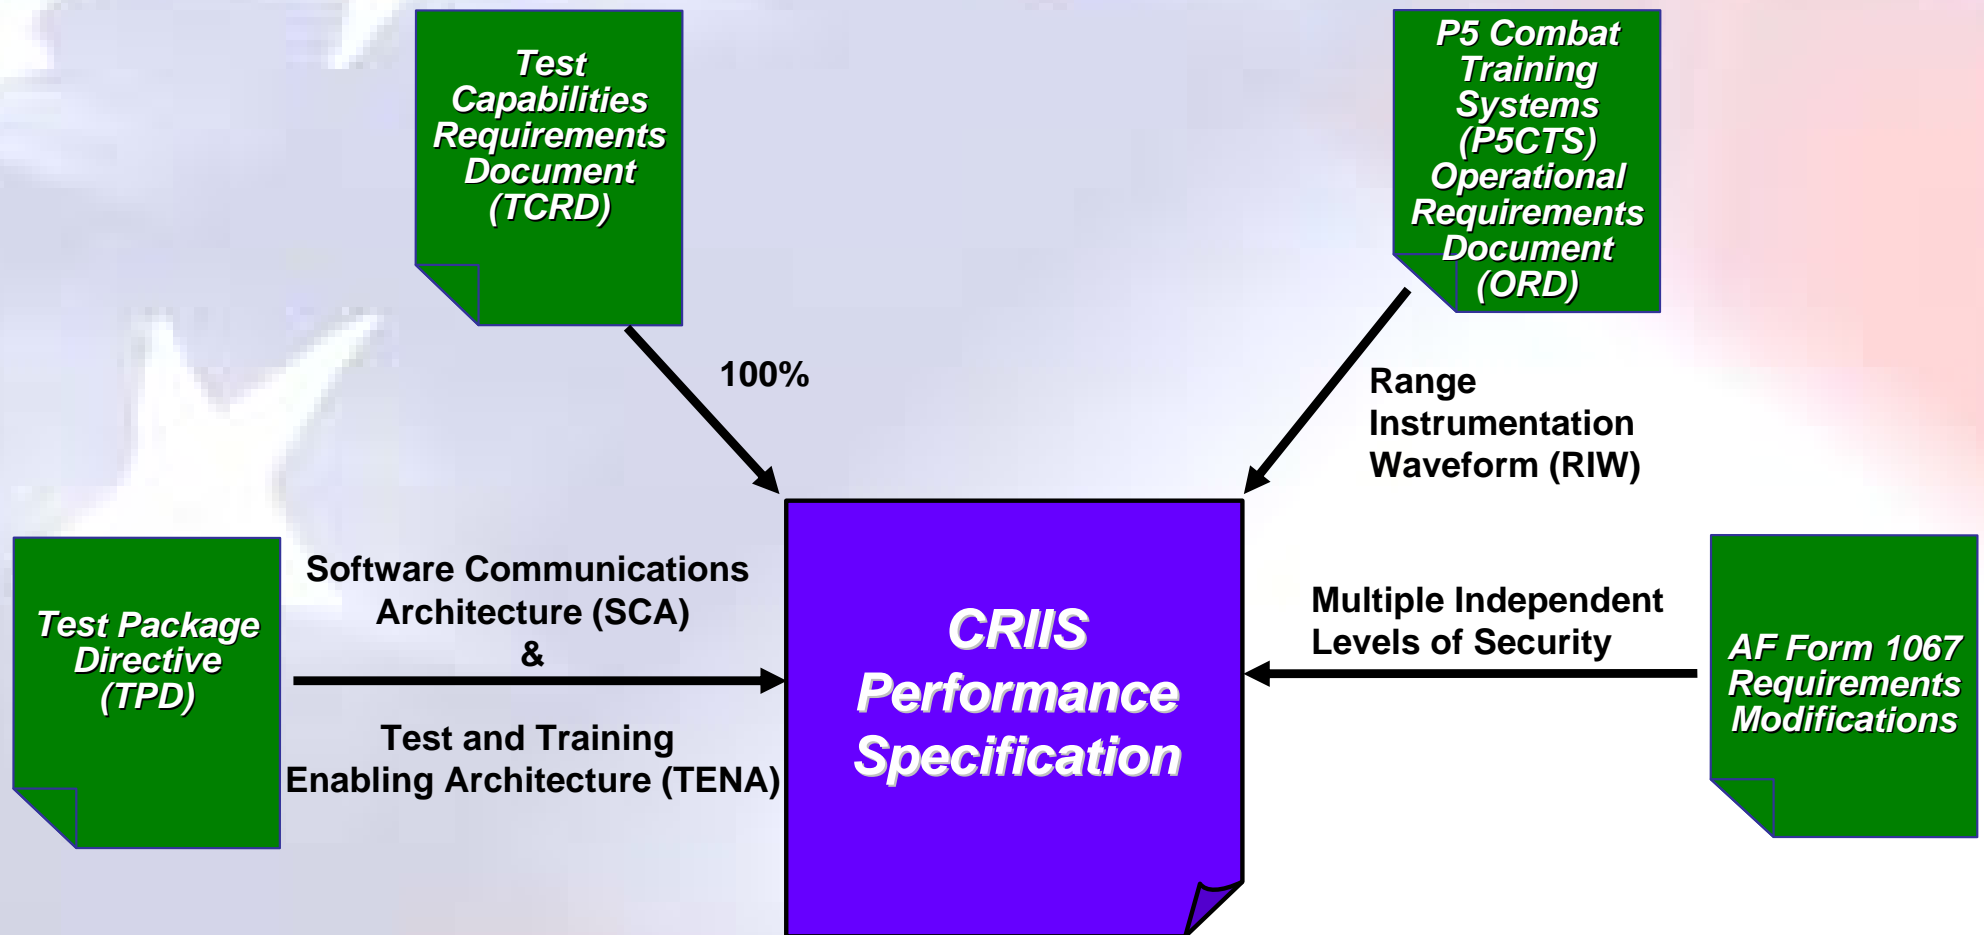 Test
Capabilities
Requirements
Document
(TCRD)
P5 Combat
Training
Systems
(P5CTS)
Operational
Requirements
Document
(ORD)
100%
Range
Instrumentation
Waveform (RIW)
Test Package
Directive
(TPD)
Software Communications
Architecture (SCA)
&
Test and Training
Enabling Architecture (TENA)
CRIIS
Performance
Specification
Multiple Independent
Levels of Security
AF Form 1067
Requirements
Modifications